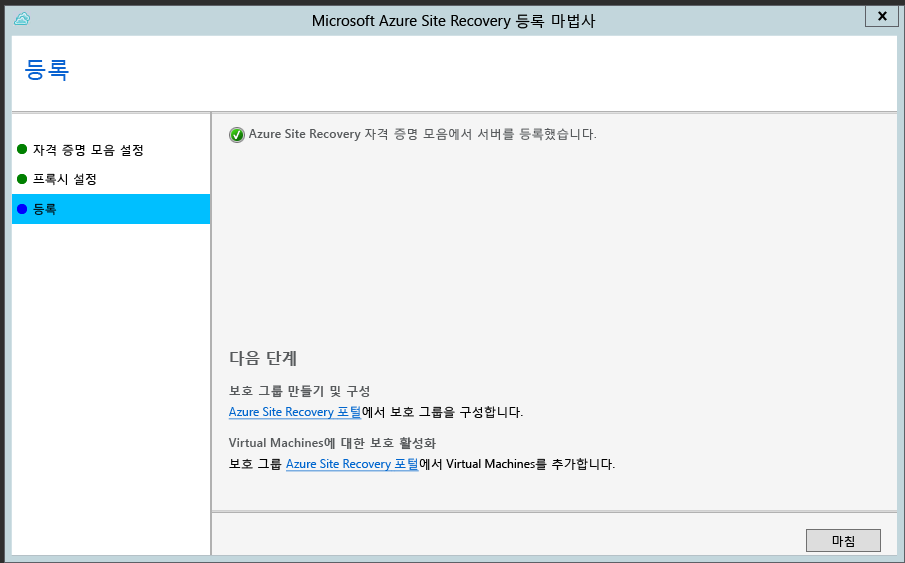 Microsoft Azure Site Recovery 등록 마법사
등록
자격 증명 모음 설정
프록시 설정
등록
Azure Site Recovery 자격 증명 모음에서 서버를 등록했습니다.
다음 단계
보호 그룹 만들기 및 구성
Azure Site Recovery 포털에서 보호 그룹을 구성합니다.
Virtual Machines에 대한 보호 활성화
보호 그룹 Azure Site Recovery 포털에서 Virtual Machines를 추가합니다.
마침